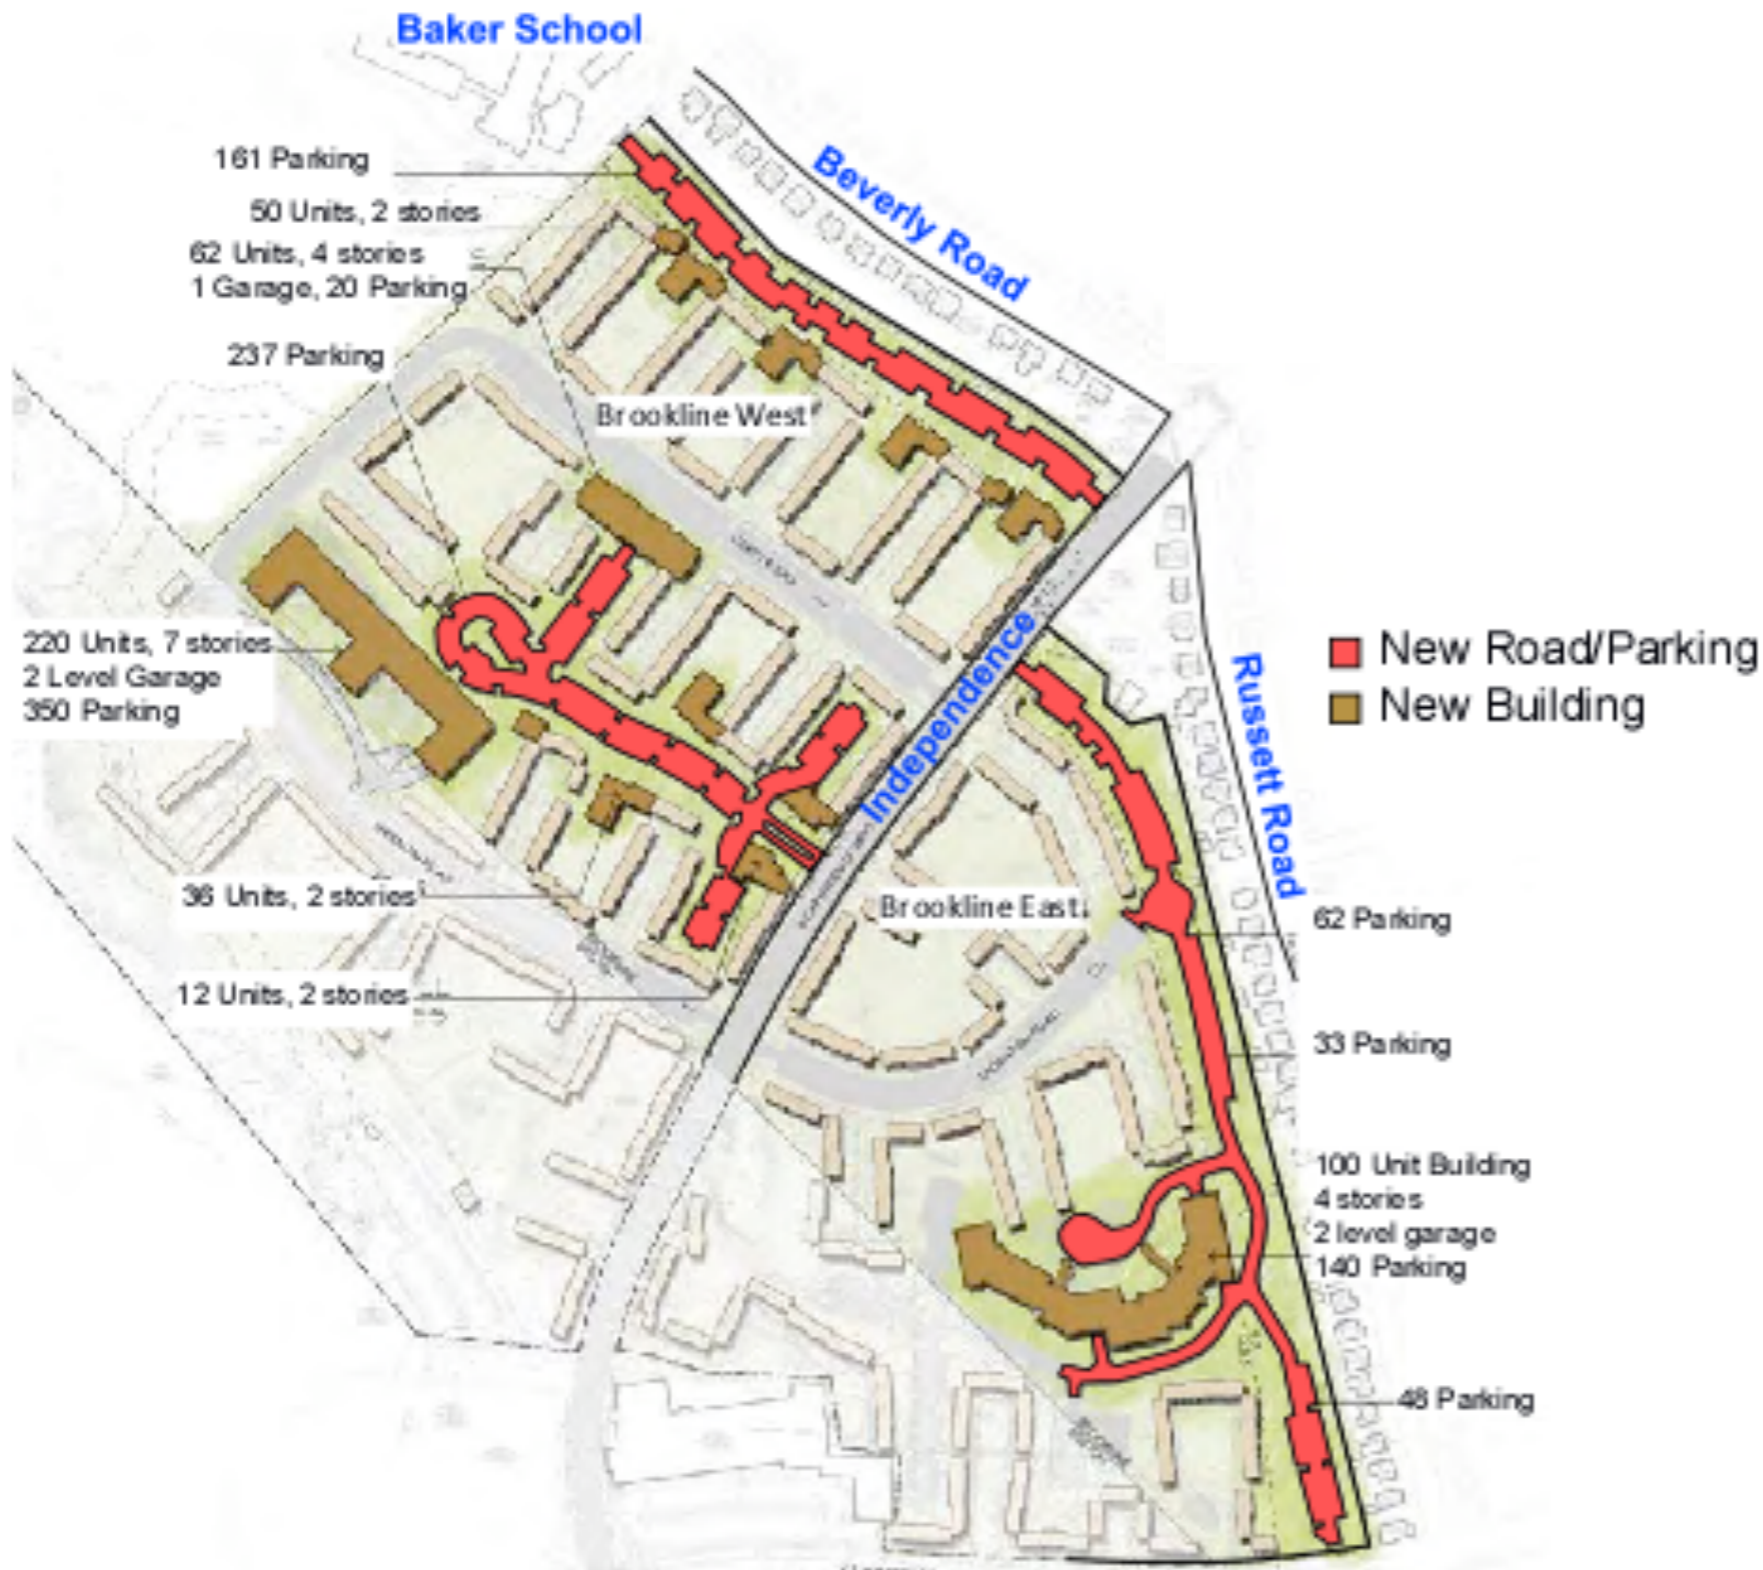 Baker School
161 Parking
50 Units, 2 stories
62 Units, 4 stories
1 Garage, 20 Parking
237 Parking
Beverly Road
Brookline West
220 Units, 7 stories
2 Level Garage
350 Parking
Independence
Russett Road
New Road/Parking
New Building
36 Units, 2 stories
Brookline East
12 Units, 2 stories
62 Parking
33 Parking
100 Unit Building
4 stories
2 level garage
140 Parking
48 Parking